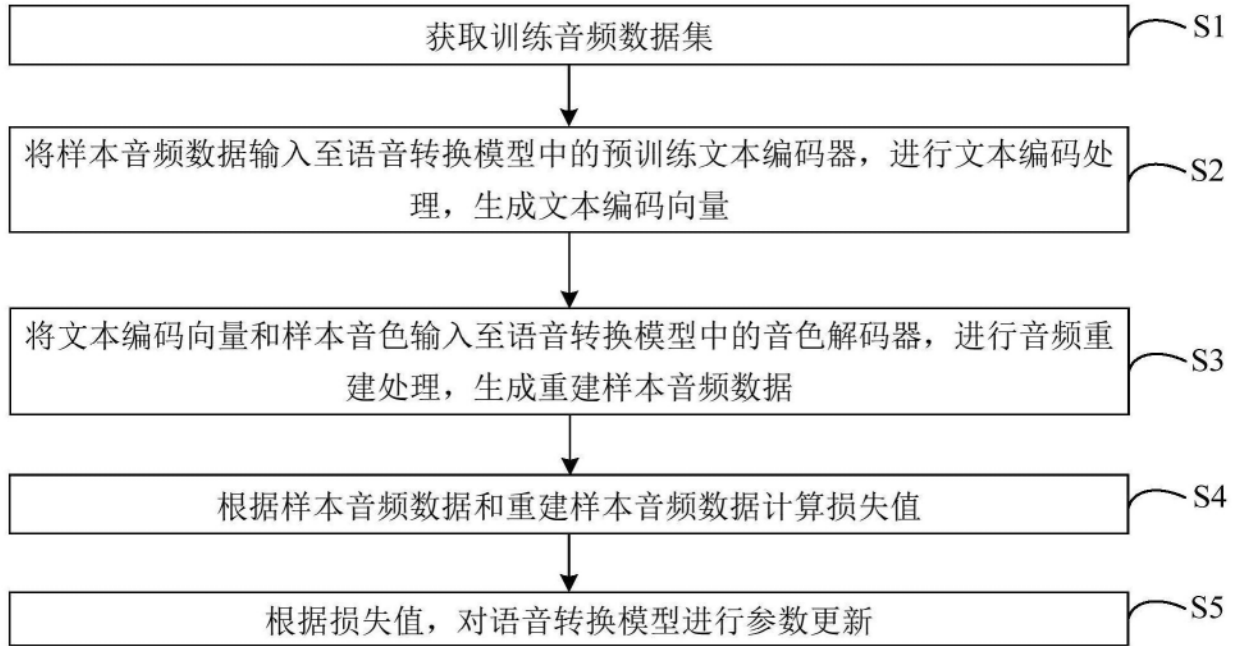 获取训练音频数据集
S1
将样本音频数据输入至语音转换模型中的预训练文本编码器，进行文本编码处
理，生成文本编码向量
S2
将文本编码向量和样本音色输入至语音转换模型中的音色解码器，进行音频重
建处理，生成重建样本音频数据
S3
根据样本音频数据和重建样本音频数据计算损失值
S4
根据损失值，对语音转换模型进行参数更新
S5